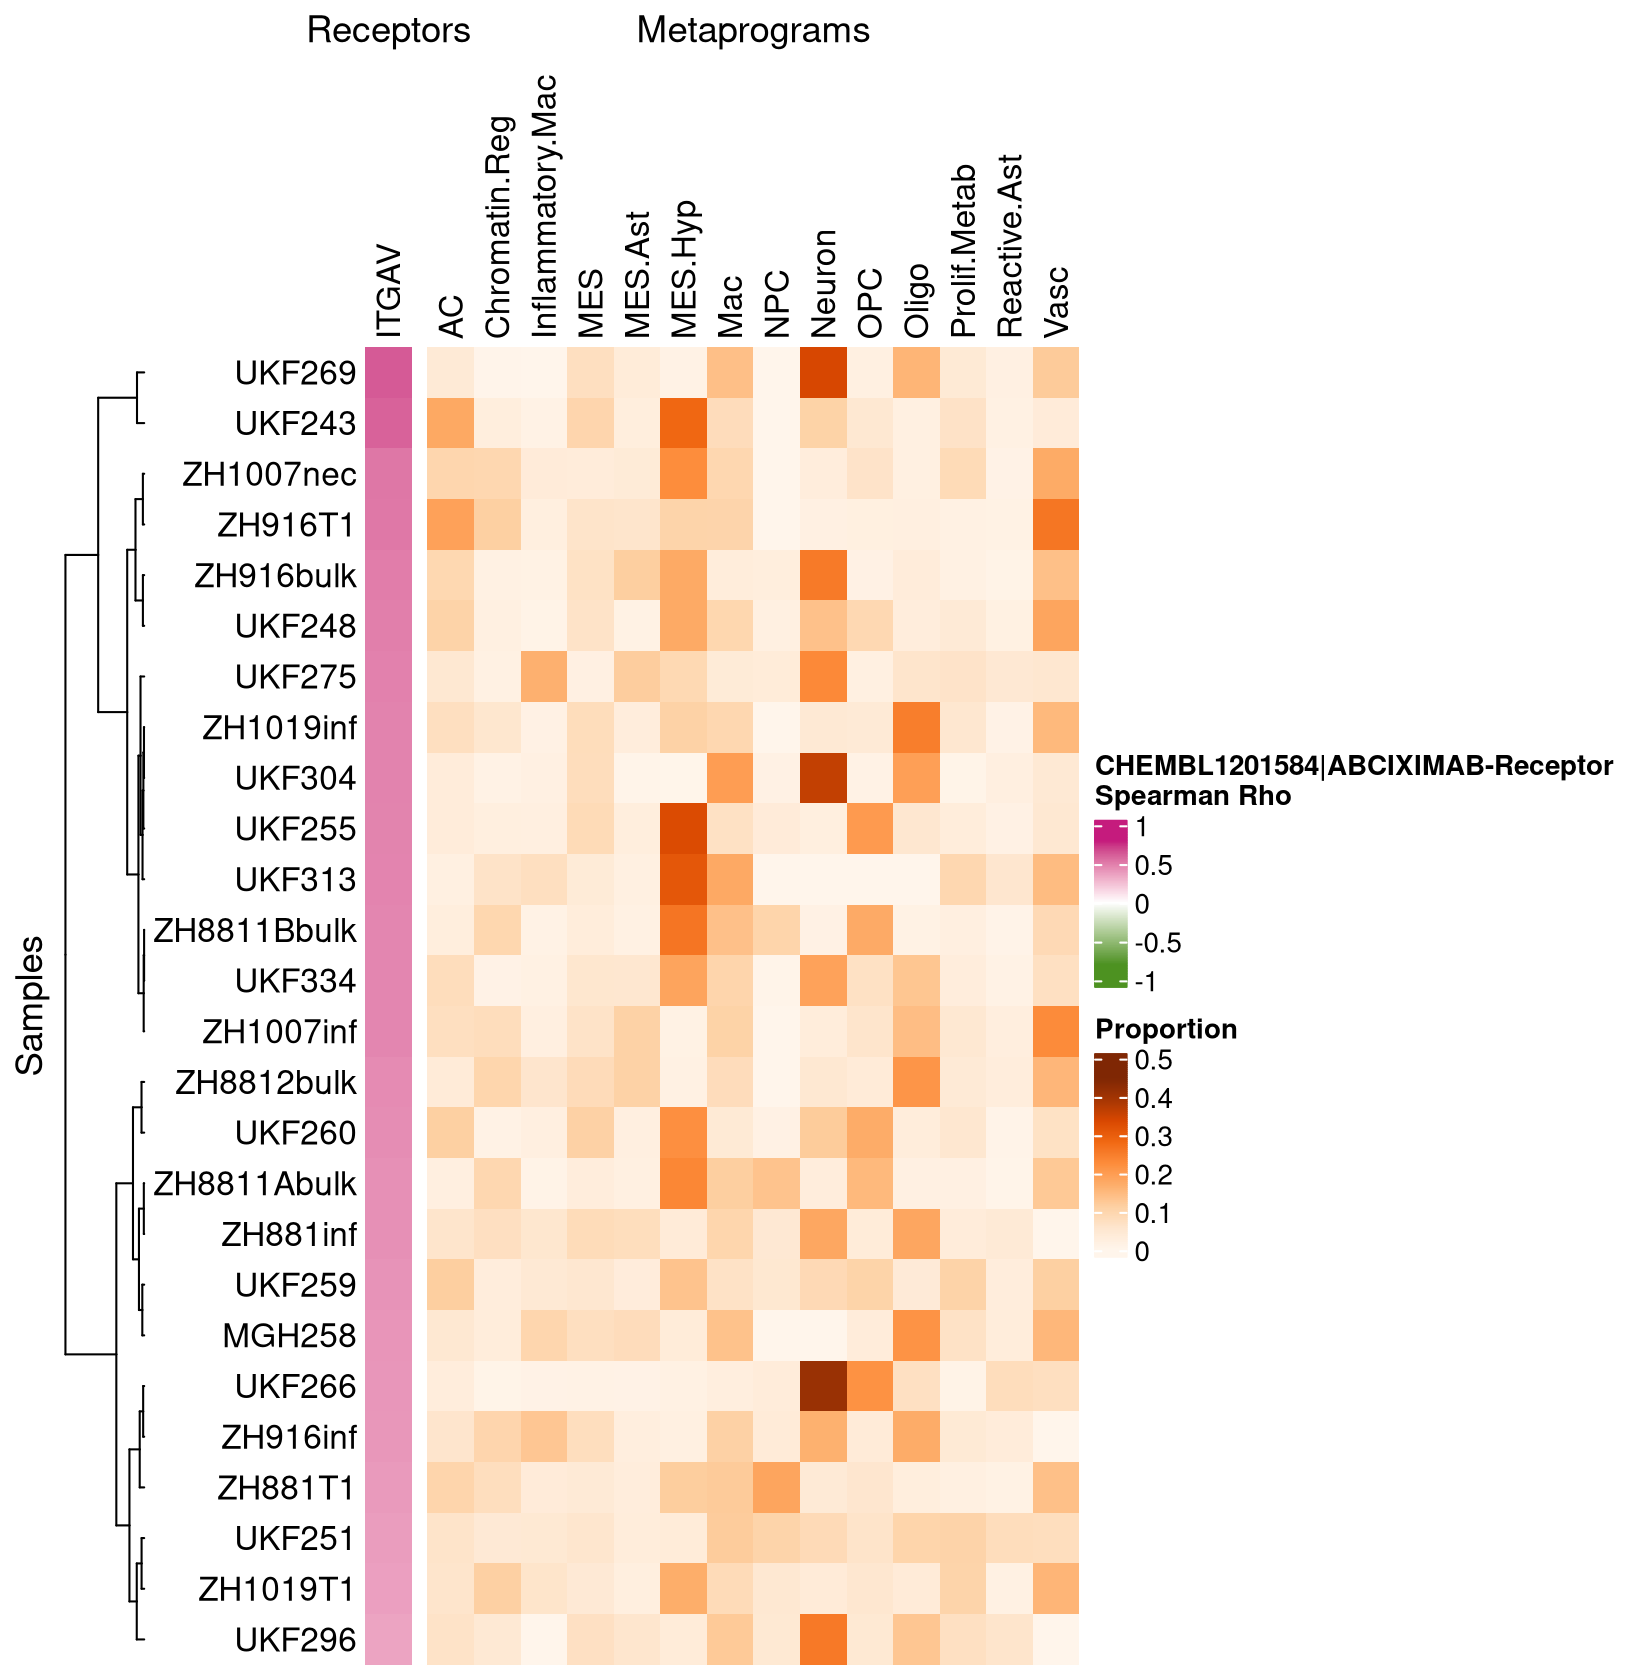 Receptors
Metaprograms
ITGAV
AC
Chromatin.Reg
Inflammatory.Mac
MES
MES.Ast
MES.Hyp
Mac
NPC
Neuron
OPC
Oligo
Prolif.Metab
Reactive.Ast
Vasc
Samples
UKF269
UKF243
ZH1007nec
ZH916T1
ZH916bulk
UKF248
UKF275
ZH1019inf
UKF304
UKF255
UKF313
ZH8811Bbulk
UKF334
ZH1007inf
ZH8812bulk
UKF260
ZH8811Abulk
ZH881inf
UKF259
MGH258
UKF266
ZH916inf
ZH881T1
UKF251
ZH1019T1
UKF296
CHEMBL1201584|ABCIXIMAB-Receptor
Spearman Rho
1
0.5
0
-0.5
-1
Proportion
0.5
0.4
0.3
0.2
0.1
0